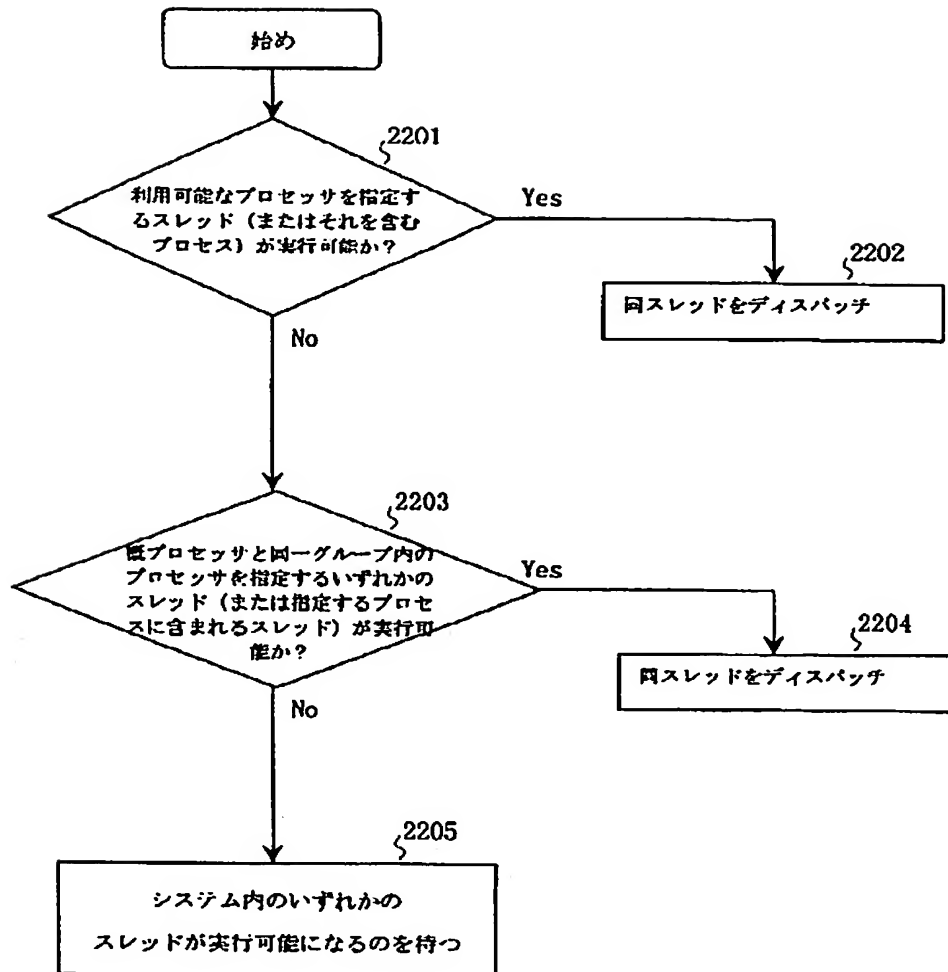 始め
2201
利用可能なプロセッサを指定す
るスレッド（またはそれを含む
プロセス）が実行可能か？
Yes
2202
同スレッドをディスパッチ
No
2203
既プロセッサと同一グループ内の
プロセッサを指定するいずれかの
スレッド（または指定するプロセ
スに含まれるスレッド）が実行可
能か？
Yes
2204
同スレッドをディスパッチ
No
2205
システム内のいずれかの
スレッドが実行可能になるのを待つ